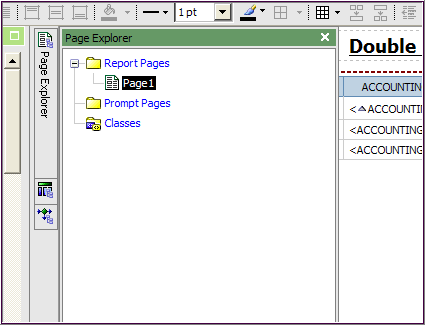 1 pt
Page Explorer
Page Explorer
Report Pages
Page1
Prompt Pages
Classes
Double
ACCOUNTIN
<ACCOUNTIN
<ACCOUNTING
<ACCOUNTING